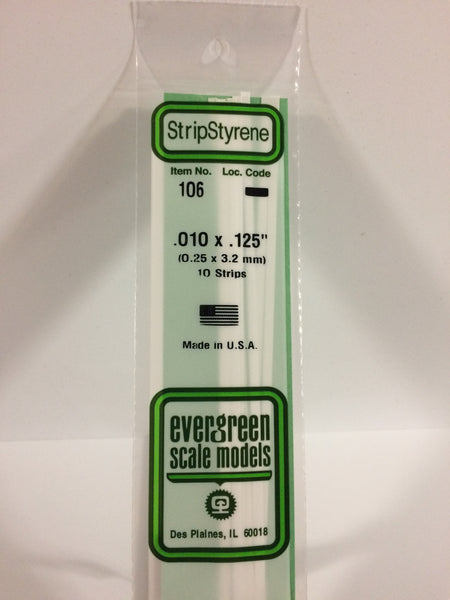 StripStyrene
Item No. Loc. Code
106
.010 x .125"
(0.25 x 3.2 mm)
10 Strips
Made in U.S.A.
evergreen
scale models
Des Plaines, IL 60018